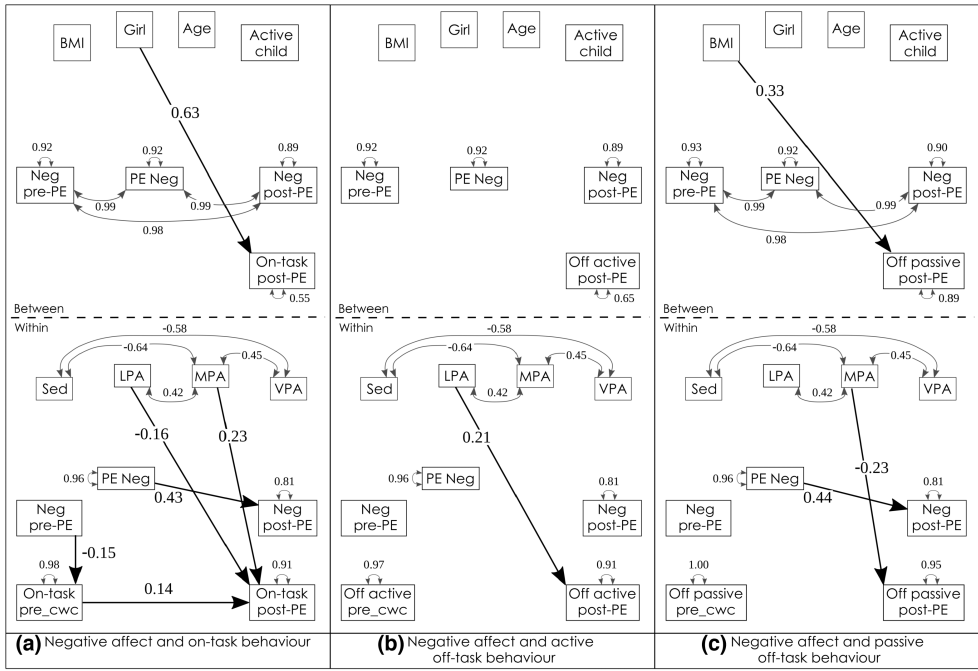 BMI
Girl
Age
Active
child
0.63
0.92
Neg
pre-PE
0.92
PE Neg
0.89
Neg
post-PE
0.99
0.99
0.98
On-task
post-PE
0.55
Between
Within
-0.58
-0.64
0.45
Sed
LPA
MPA
VPA
0.42
-0.16
0.23
0.96
PE Neg
0.43
0.81
Neg
post-PE
Neg
pre-PE
-0.15
0.98
On-task
pre_cwc
0.14
0.91
On-task
post-PE
(a) Negative affect and on-task behaviour
BMI
Girl
Age
Active
child
0.92
Neg
pre-PE
0.92
PE Neg
0.89
Neg
post-PE
Off active
post-PE
0.65
-0.58
-0.64
0.45
Sed
LPA
MPA
VPA
0.42
0.21
0.96
PE Neg
0.81
Neg
post-PE
Neg
pre-PE
0.97
Off active
pre_cwc
0.91
Off active
post-PE
(b) Negative affect and active
off-task behaviour
BMI
Girl
Age
Active
child
0.33
0.93
Neg
pre-PE
0.92
PE Neg
0.90
Neg
post-PE
0.99
0.99
0.98
Off passive
post-PE
0.89
Between
Within
-0.58
-0.64
0.45
Sed
LPA
MPA
VPA
0.42
-0.23
0.96
PE Neg
0.44
0.81
Neg
post-PE
Neg
pre-PE
1.00
Off passive
pre_cwc
0.95
Off passive
post-PE
(c) Negative affect and passive
off-task behaviour